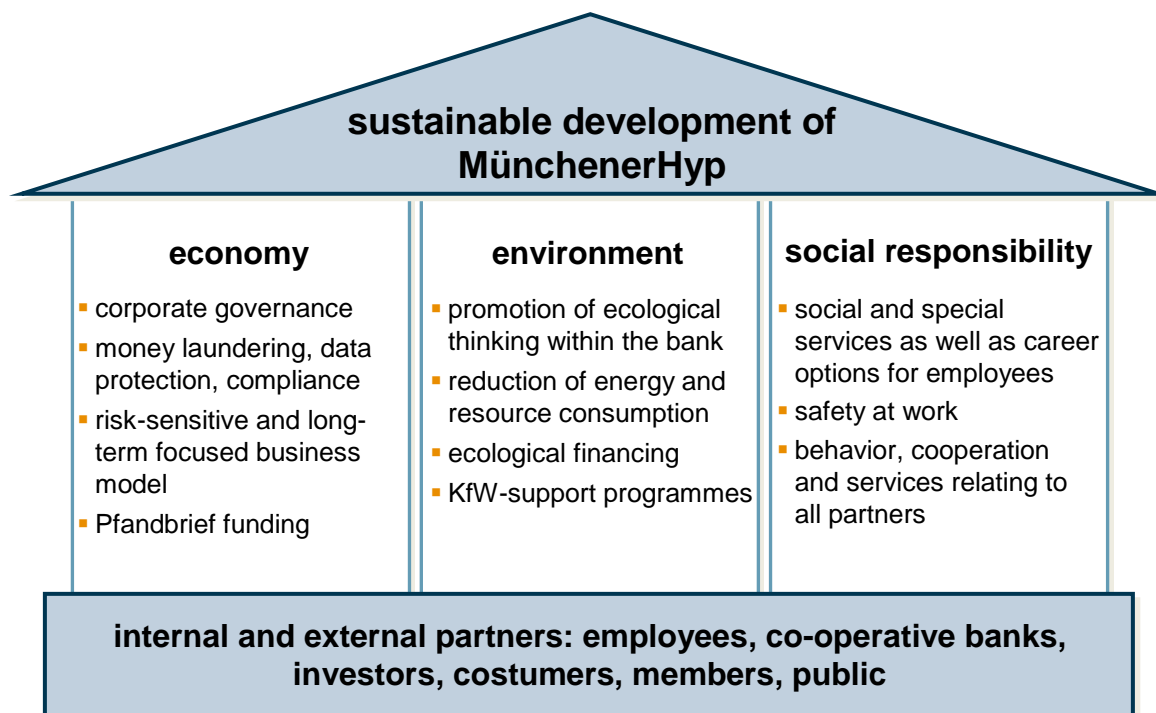 sustainable development of
MünchenerHyp
economy
corporate governance
money laundering, data
protection, compliance
risk-sensitive and long-
term focused business
model
Pfandbrief funding
environment
promotion of ecological
thinking within the bank
reduction of energy and
resource consumption
ecological financing
KfW-support programmes
social responsibility
social and special
services as well as career
options for employees
safety at work
behavior, cooperation
and services relating to
all partners
internal and external partners: employees, co-operative banks,
investors, costumers, members, public